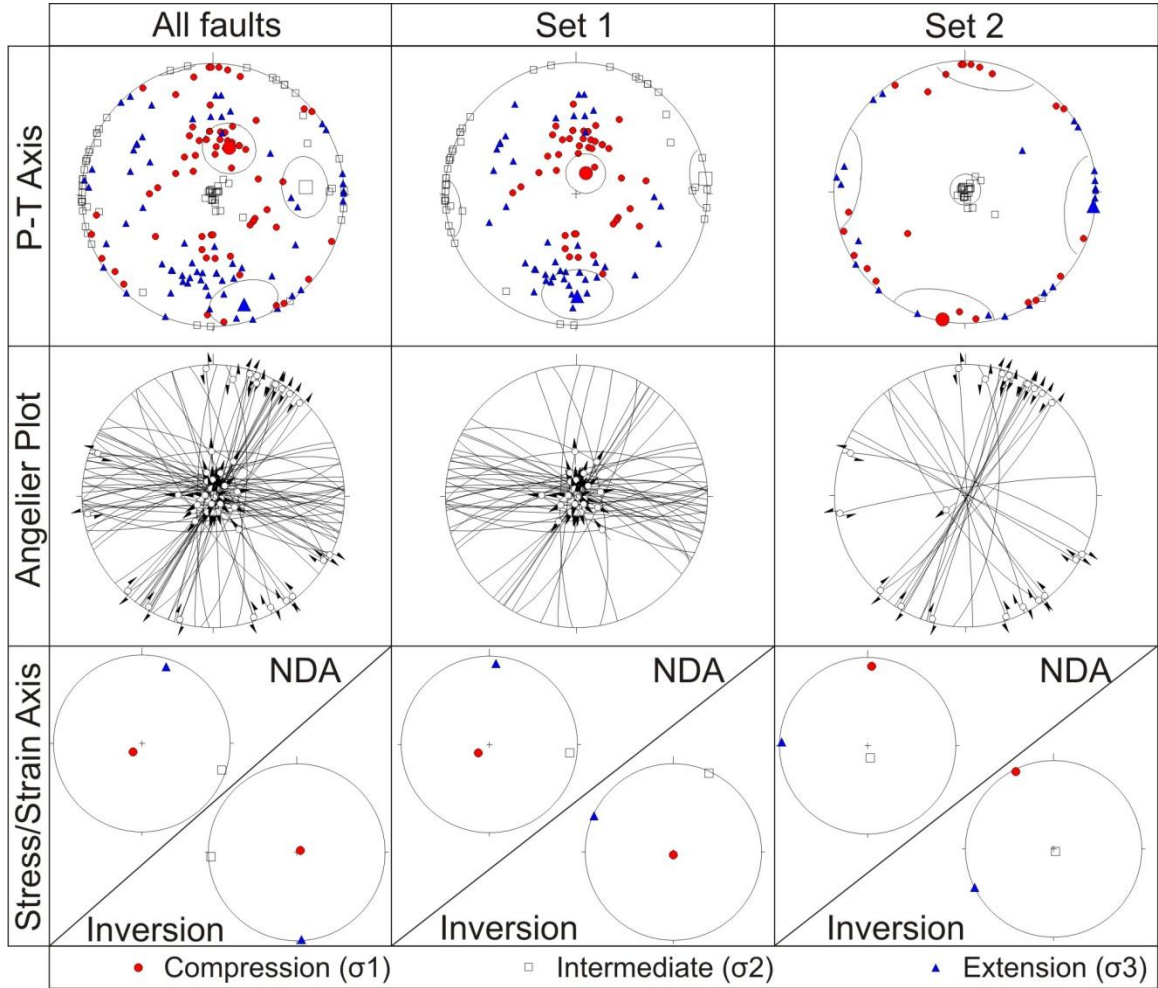 All faults
Set 1
Set 2
P-T Axis
Angelier Plot
Stress/Strain Axis
NDA
Inversion
NDA
Inversion
NDA
Inversion
Compression (σ1)
Intermediate (σ2)
Extension (σ3)